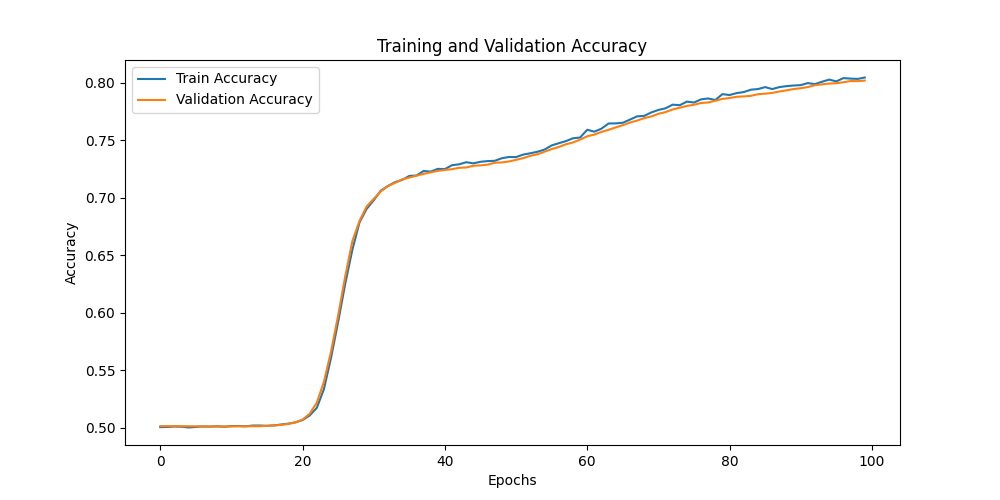 Training and Validation Accuracy
Train Accuracy
Validation Accuracy
0.80
0.75
0.70
0.65
0.60
0.55
0.50
Accuracy
0 20 40 60 80 100
Epochs